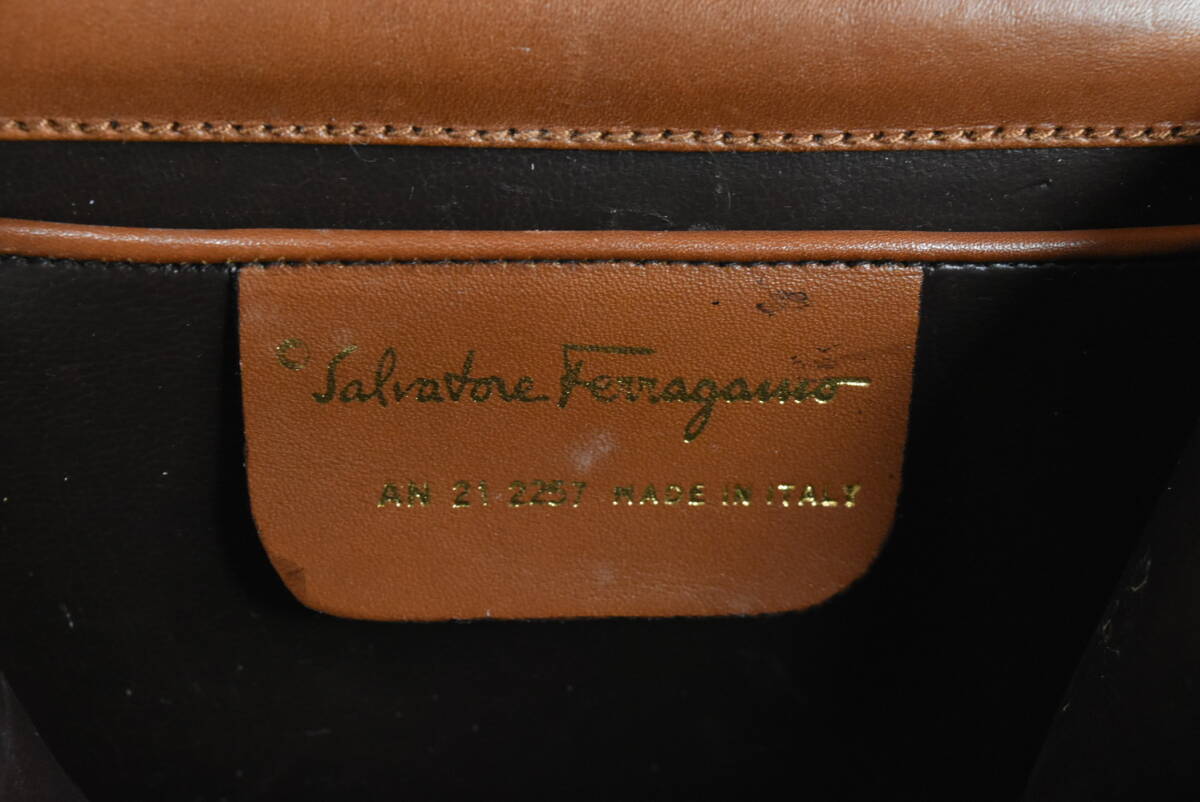 © Salvatore Ferragamo
AN 21 2257 MADE IN ITALY